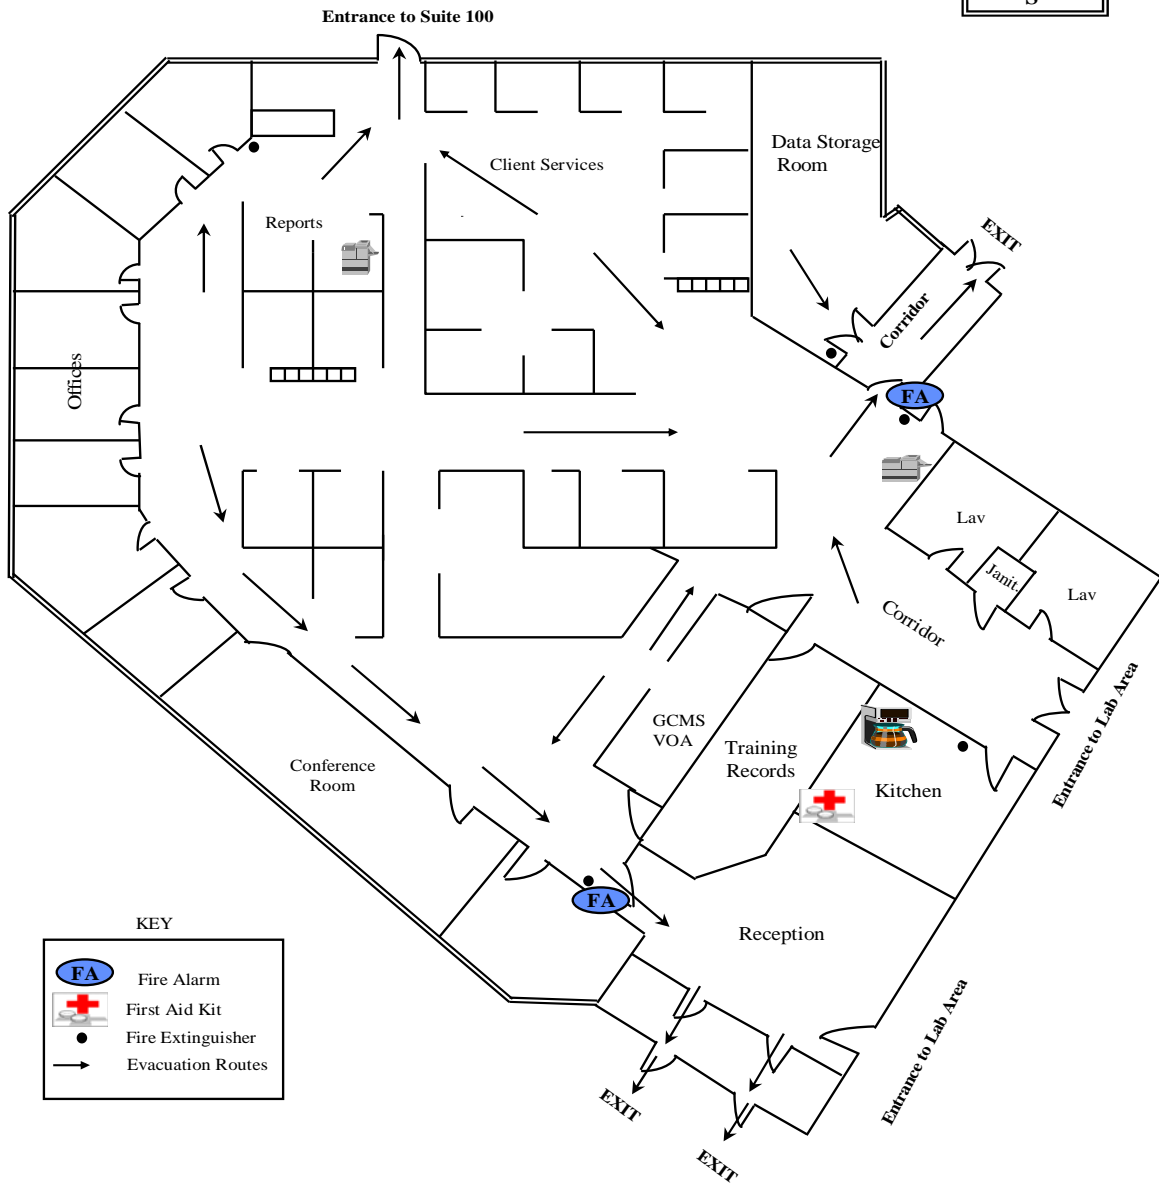 S
Entrance to Suite 100
Data Storage
Room
Client Services
Reports
EXIT
Corridor
Offices
FA
Lav
Janit.
Lav
Corridor
Entrance to Lab Area
GCMS
VOA
Training
Records
Kitchen
Conference
Room
FA
Reception
Entrance to Lab Area
EXIT
EXIT
KEY
FA Fire Alarm
First Aid Kit
Fire Extinguisher
Evacuation Routes